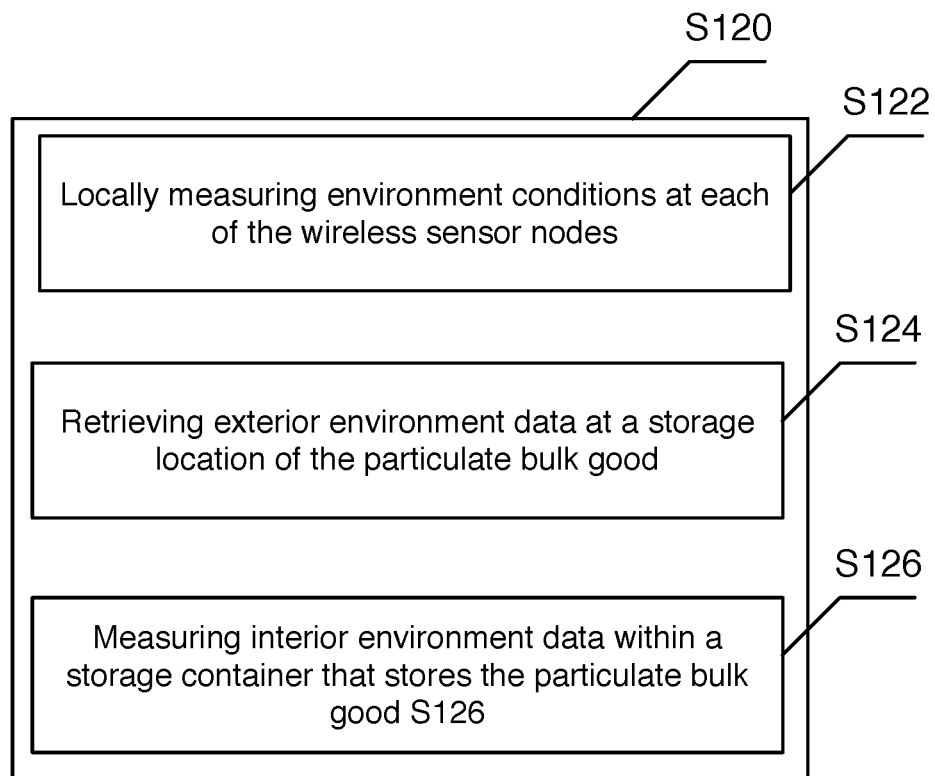 S120
S122
Locally measuring environment conditions at each
of the wireless sensor nodes
S124
Retrieving exterior environment data at a storage
location of the particulate bulk good
S126
Measuring interior environment data within a
storage container that stores the particulate bulk
good S126